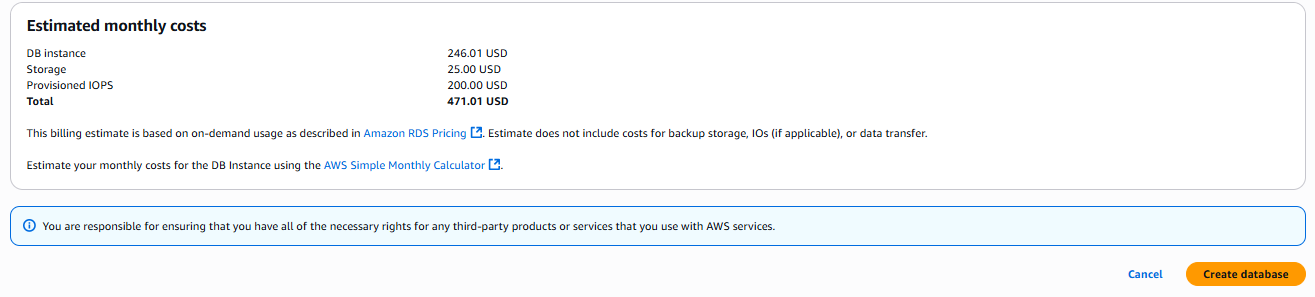 Estimated monthly costs
DB instance 246.01 USD
Storage 25.00 USD
Provisioned IOPS 200.00 USD
Total 471.01 USD
This billing estimate is based on on-demand usage as described in Amazon RDS Pricing. Estimate does not include costs for backup storage, IOs (if applicable), or data transfer.
Estimate your monthly costs for the DB Instance using the AWS Simple Monthly Calculator.
You are responsible for ensuring that you have all of the necessary rights for any third-party products or services that you use with AWS services.
Cancel Create database